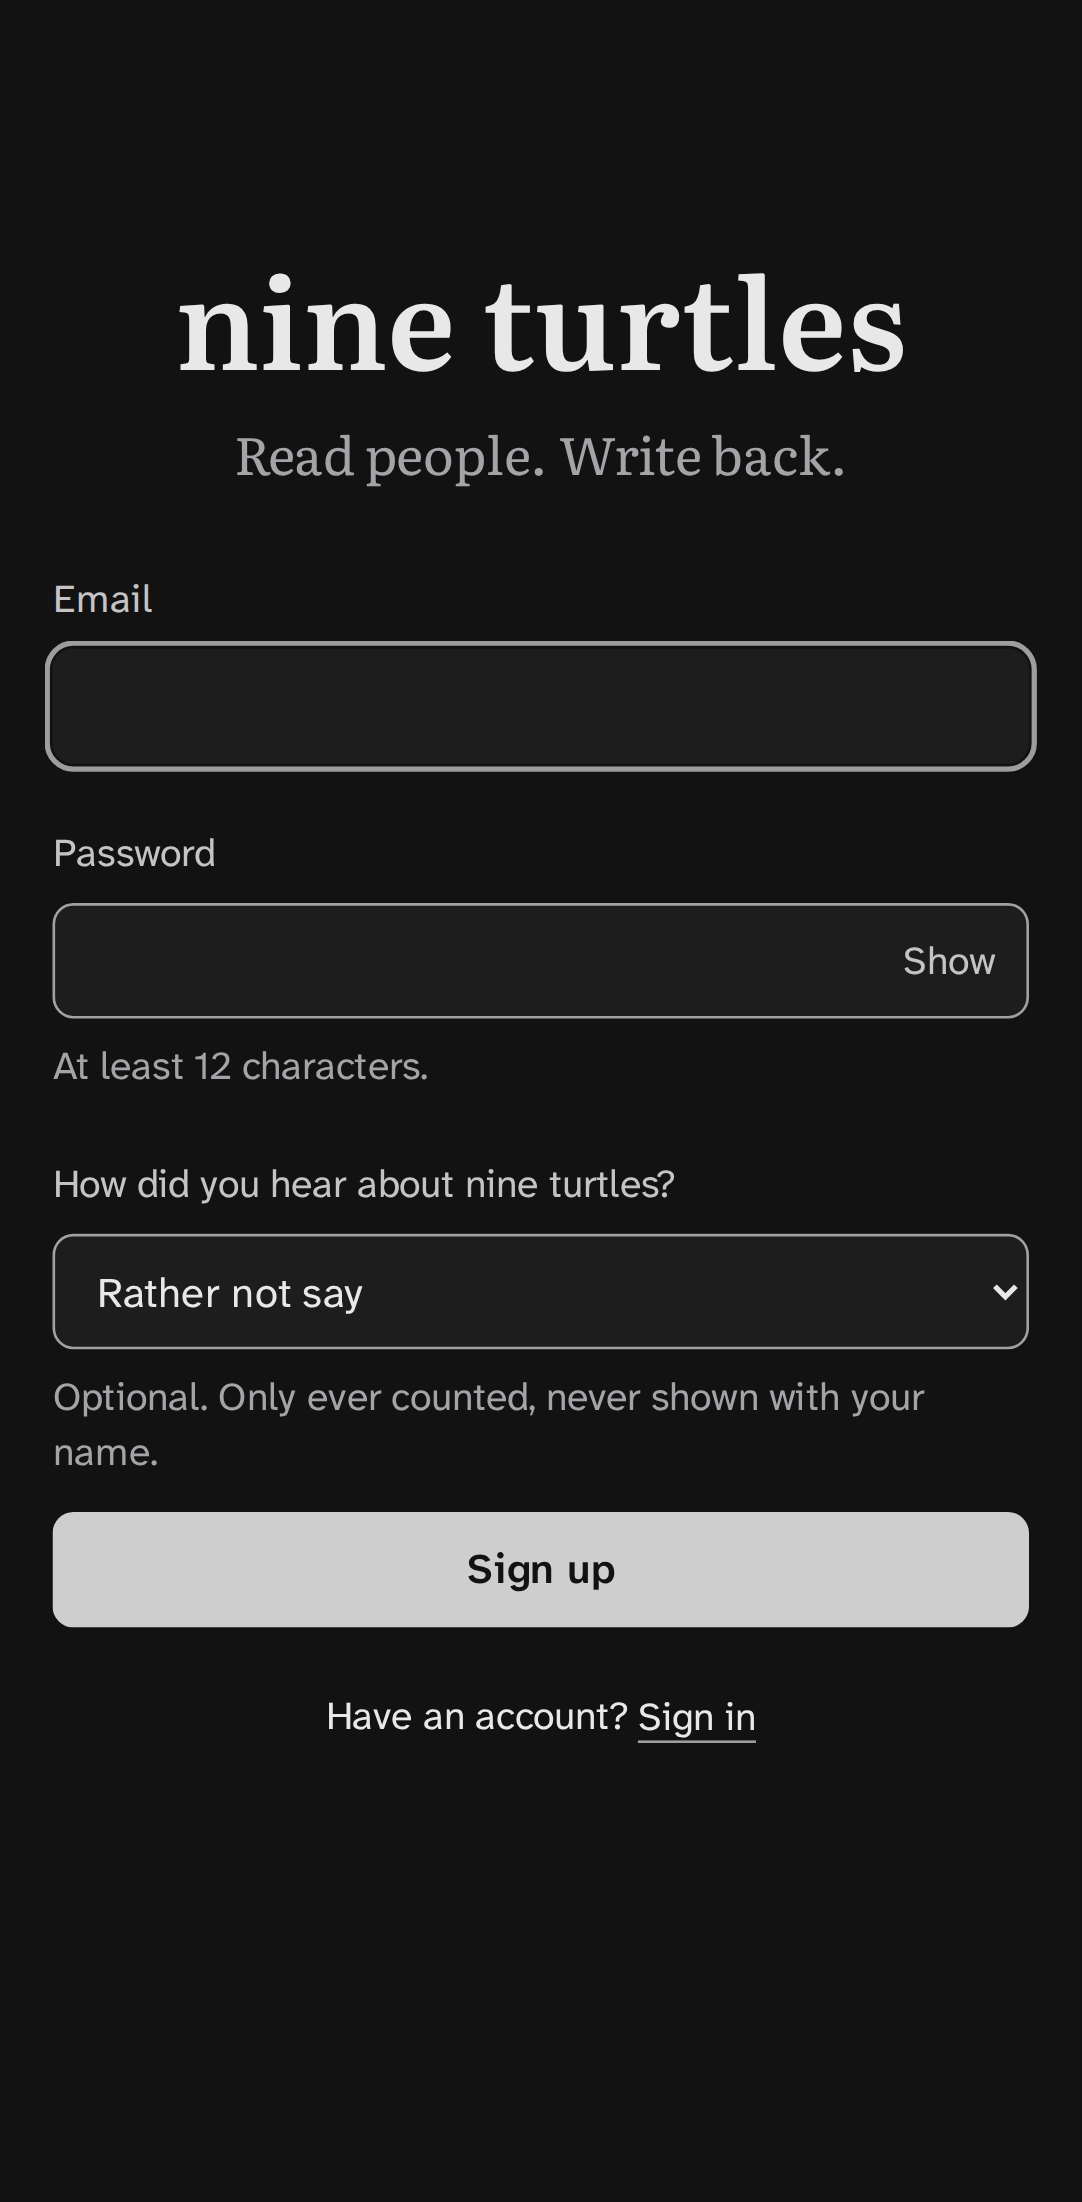 nine turtles
Read people. Write back.
Email
Password
Show
At least 12 characters.
How did you hear about nine turtles?
Rather not say
Optional. Only ever counted, never shown with your
name.
Sign up
Have an account? Sign in